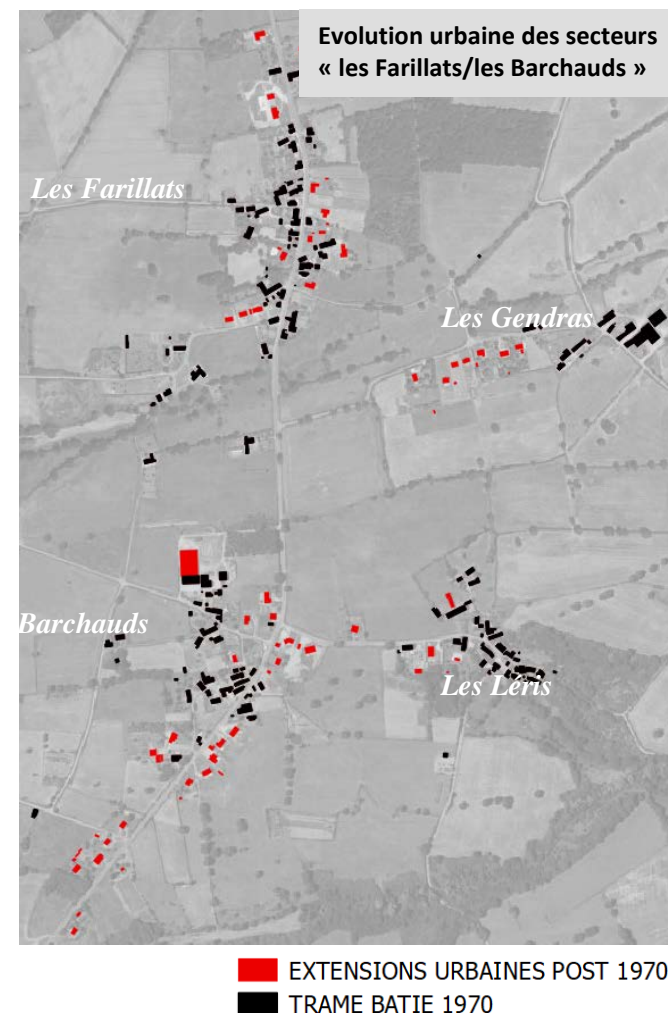 Evolution urbaine des secteurs
« les Farillats/les Barchauds »
Les Farillats
Les Gendras
Barchauds
Les Léris
EXTENSIONS URBAINES POST 1970
TRAME BATIE 1970